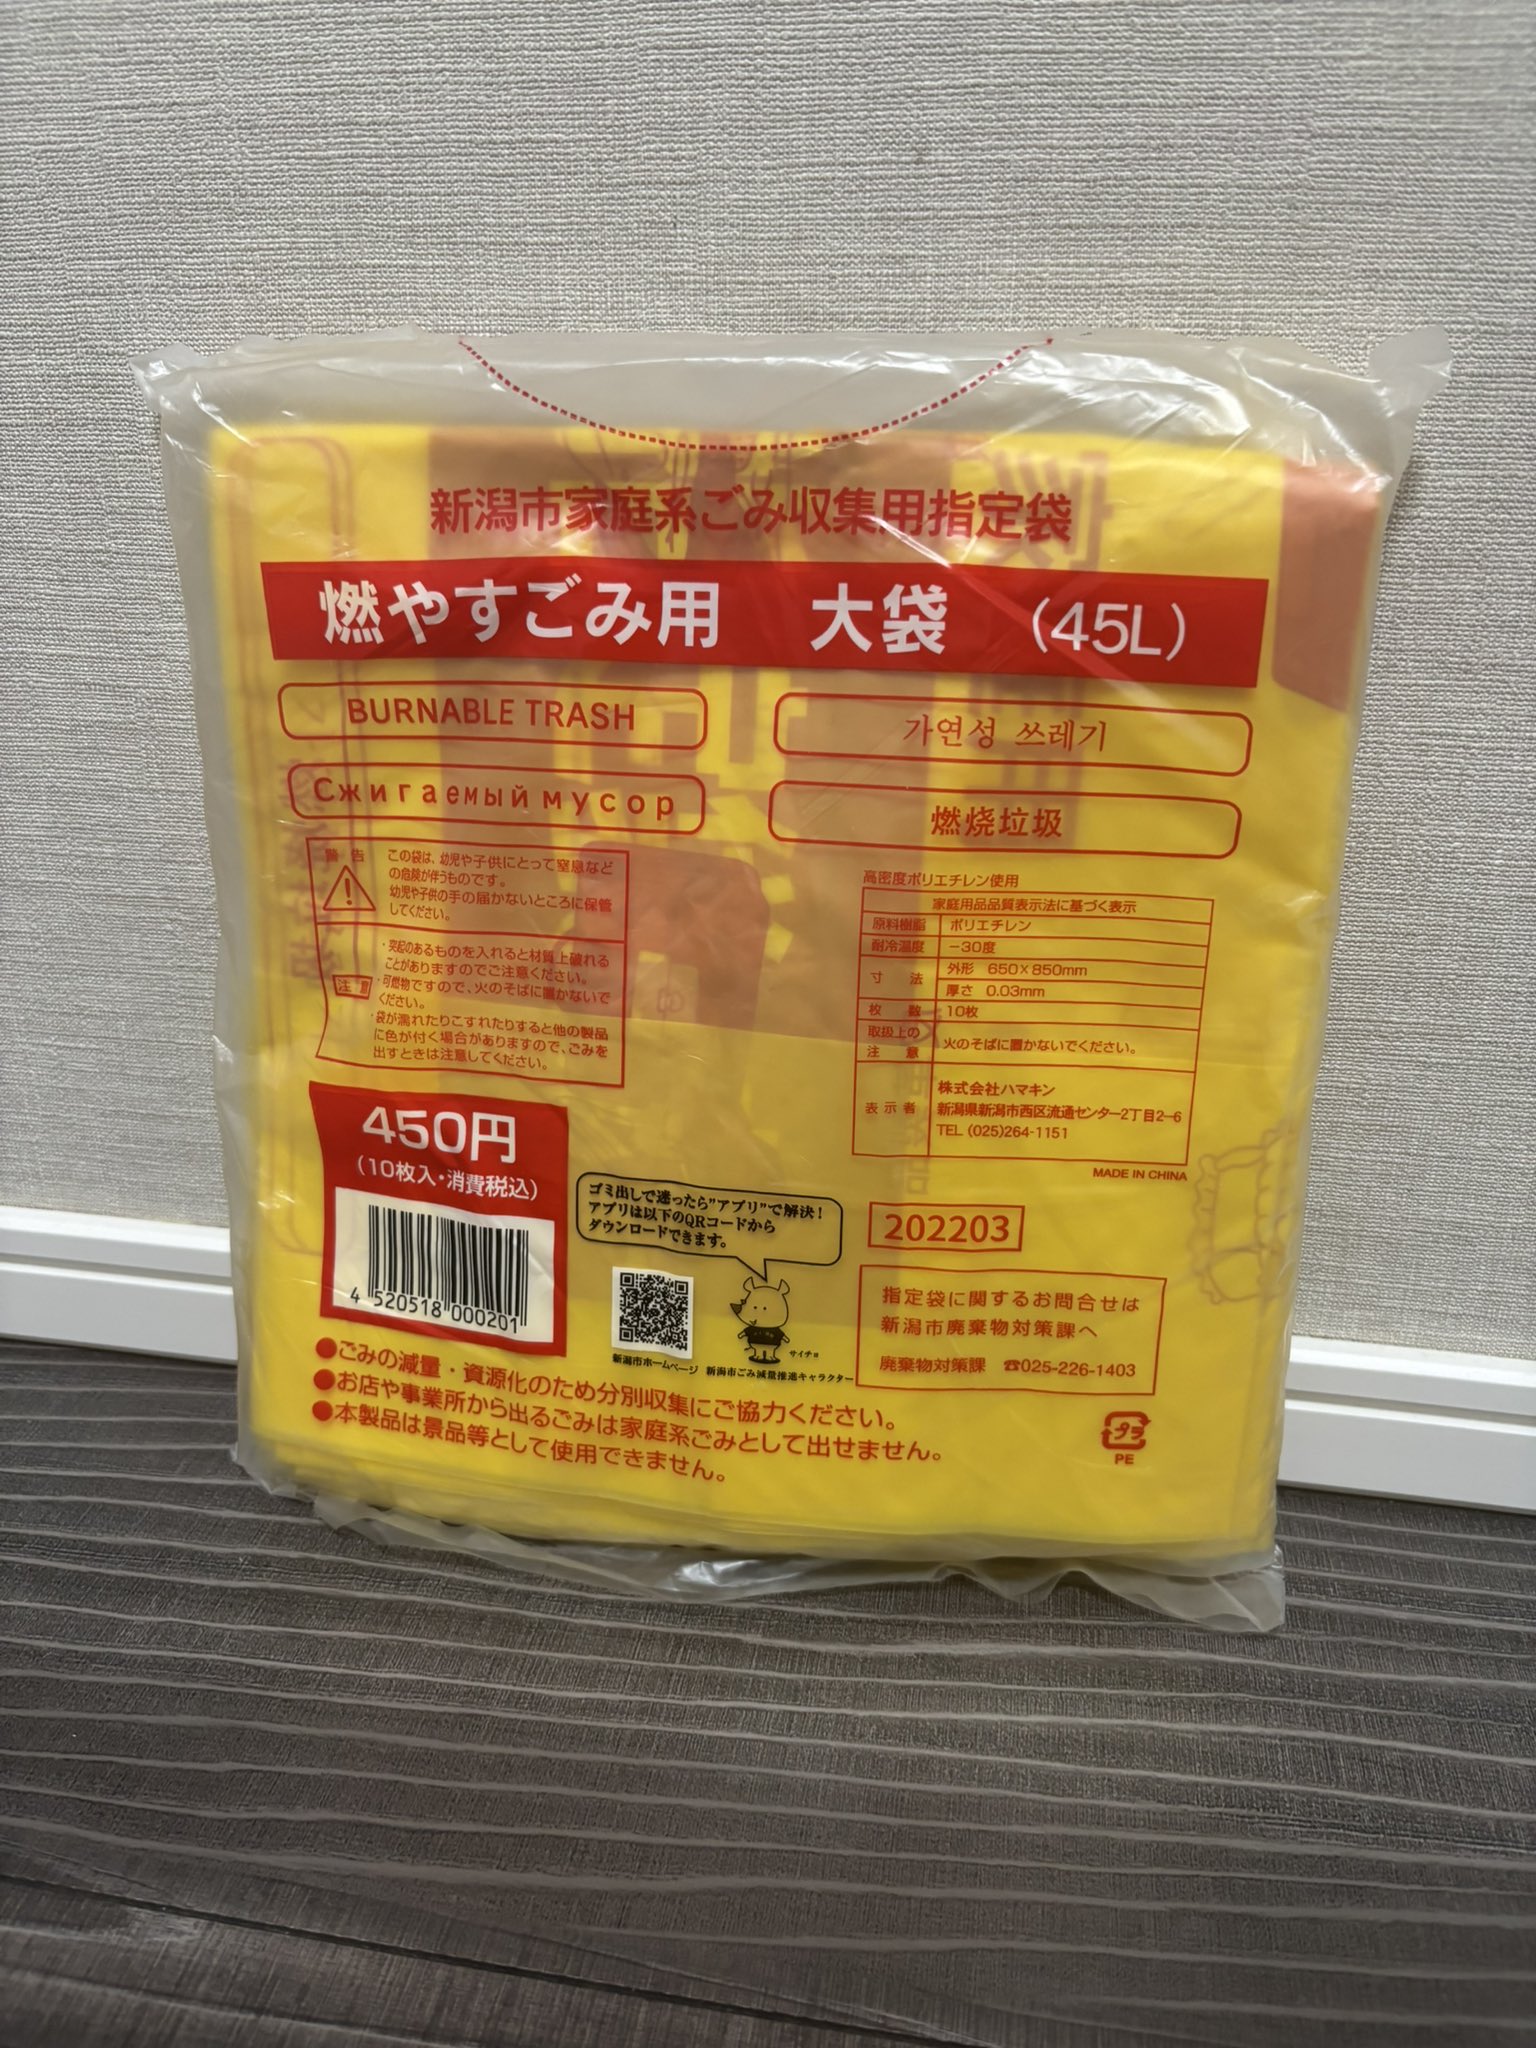 新潟市家庭系ごみ収集用指定袋
燃やすごみ用　大袋　（45L）
BURNABLE TRASH
가연성 쓰레기
Сжигаемый мусор
燃烧垃圾
警告
この袋は、幼児や子供にとって窒息など
の危険が伴うものです。
幼児や子供の手の届かないところに保管
してください。
注意
・突起のあるものを入れると材質上破れる
ことがありますのでご注意ください。
・可燃物ですので、火のそばに置かないで
ください。
・袋が濡れたりこすれたりすると他の製品
に色が付く場合がありますので、ごみを
出すときは注意してください。
高密度ポリエチレン使用
家庭用品品質表示法に基づく表示
原料樹脂 ポリエチレン
耐冷温度 −30度
寸法 外形 650×850mm
厚さ 0.03mm
枚数 10枚
取扱上の
注意 火のそばに置かないでください。
表示者 株式会社ハマキン
新潟県新潟市西区流通センター2丁目2−6
TEL (025)264-1151
MADE IN CHINA
450円
（10枚入・消費税込）
4 520518 000201
ゴミ出しで迷ったら”アプリ”で解決！
アプリは以下のQRコードから
ダウンロードできます。
新潟市ホームページ
サイチョ
新潟市ごみ減量推進キャラクター
202203
指定袋に関するお問合せは
新潟市廃棄物対策課へ
廃棄物対策課 ☎025-226-1403
●ごみの減量・資源化のため分別収集にご協力ください。
●お店や事業所から出るごみは家庭系ごみとして出せません。
●本製品は景品等として使用できません。
プラ
PE